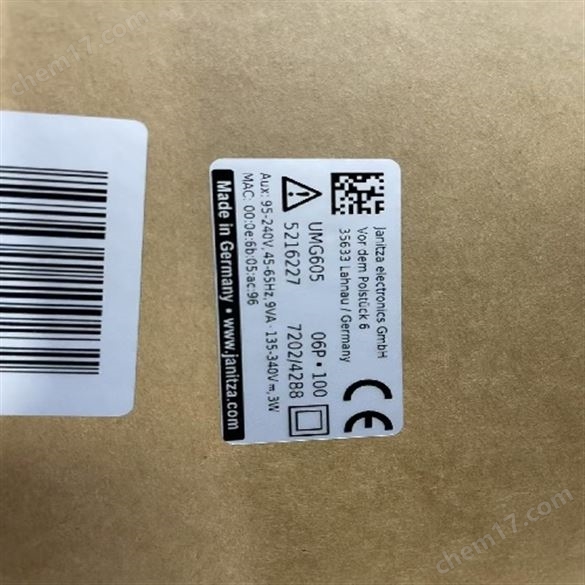 Janitza electronics GmbH
Vor dem Polstück 6
35633 Lahnau / Germany
UMG605 06P • 100
5216227 7202/4288
Aux: 95-240V, 45-65Hz, 9VA · 135-340V⎓, 3W
MAC: 00:0e:6b:05:ac:96
Made in Germany • www.janitza.com
CE
chem17.com
chem17.com